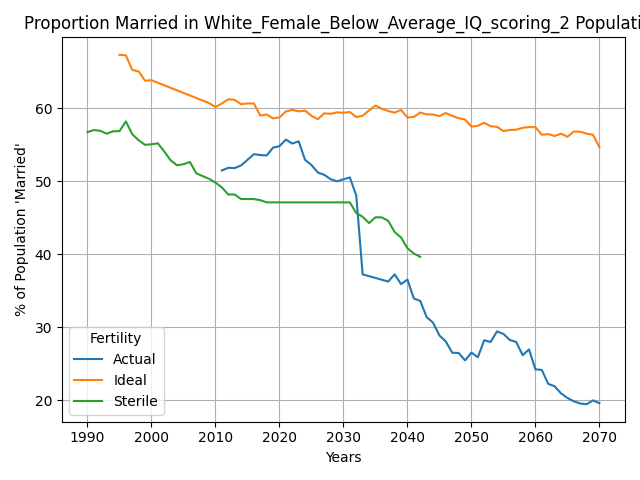 Proportion Married in White_Female_Below_Average_IQ_scoring_2 Populati
% of Population 'Married'
60
50
40
30
20
Fertility
Actual
Ideal
Sterile
1990 2000 2010 2020 2030 2040 2050 2060 2070
Years